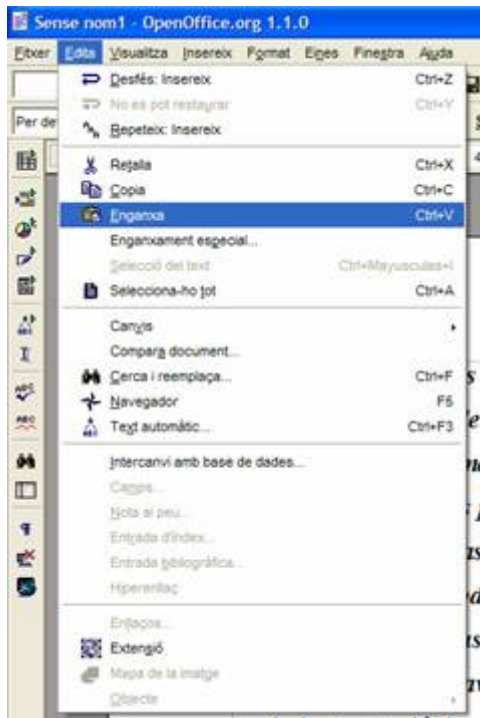 Sense nom1 - OpenOffice.org 1.1.0
Fitxer Edita Visualitza Insereix Format Eines Finestra Ajuda
Desfés: Insereix Ctrl+Z
No es pot restaurar Ctrl+Y
Per de
Repeteix: Insereix
Retalla Ctrl+X
Copia Ctrl+C
Enganxa Ctrl+V
Enganxament especial...
Selecció del text Ctrl+Mayusculas+I
Selecciona-ho tot Ctrl+A
Canvis
Compara document...
Cerca i reemplaça... Ctrl+F
Navegador F5
Text automàtic... Ctrl+F3
Intercanvi amb base de dades...
Camps...
Nota al peu...
Entrada d'índex...
Entrada bibliogràfica...
Hiperenllaç
Enllaços...
Extensió
Mapa de la imatge
Objecte